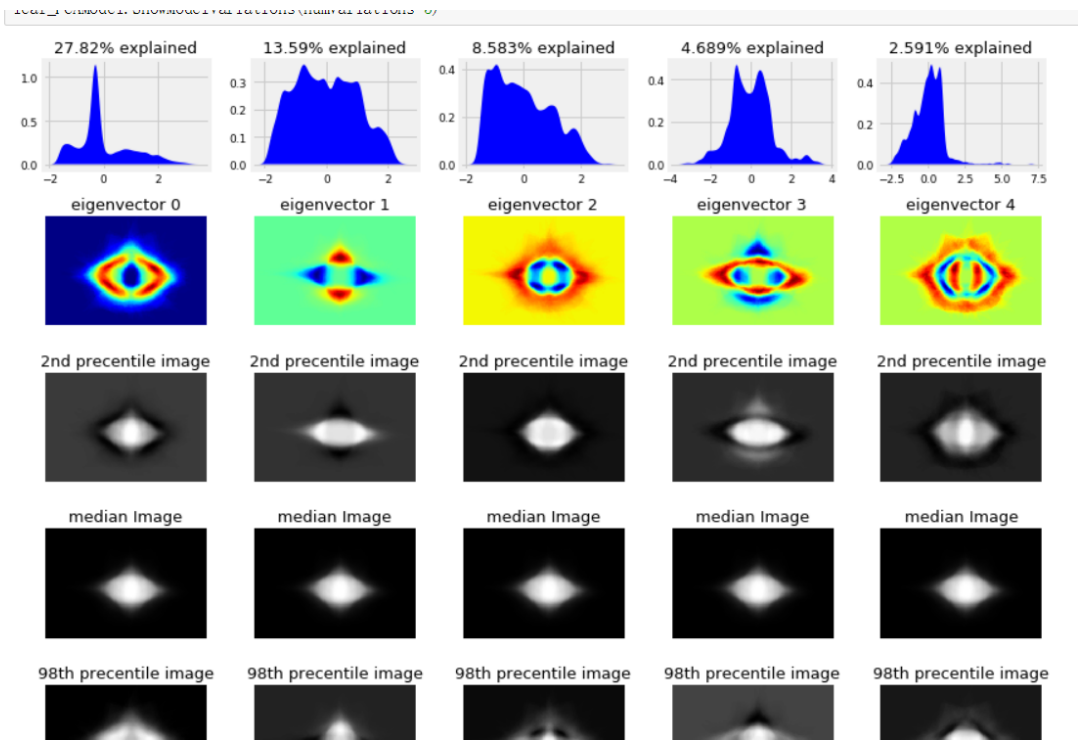 27.82% explained 13.59% explained 8.583% explained 4.689% explained 2.591% explained
1.0
0.5
0.0
−2 0 2
0.3
0.2
0.1
0.0
−2 0 2
0.4
0.2
0.0
−2 0 2
0.4
0.2
0.0
−4 −2 0 2 4
0.4
0.2
0.0
−2.5 0.0 2.5 5.0 7.5
eigenvector 0 eigenvector 1 eigenvector 2 eigenvector 3 eigenvector 4
2nd precentile image 2nd precentile image 2nd precentile image 2nd precentile image 2nd precentile image
median Image median Image median Image median Image median Image
98th precentile image 98th precentile image 98th precentile image 98th precentile image 98th precentile image